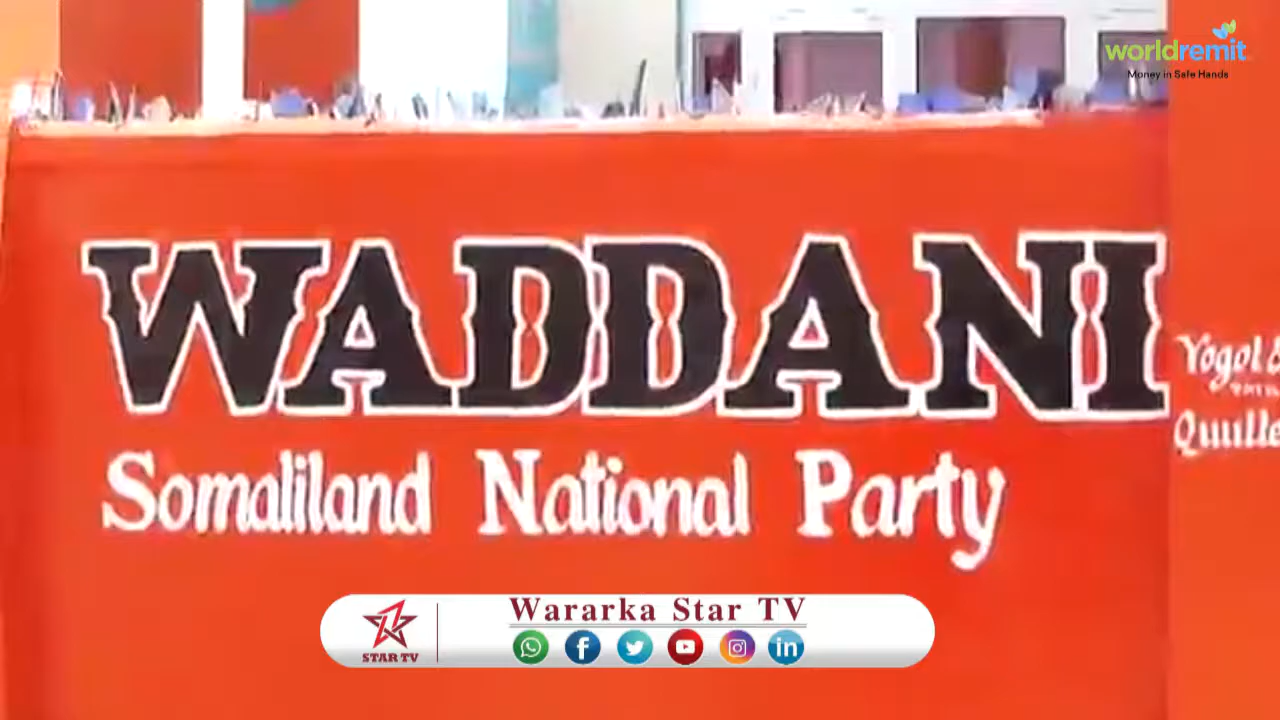 worldremit
Money in Safe Hands
WADDANI
Somaliland National Party
Wararka Star TV
STAR TV